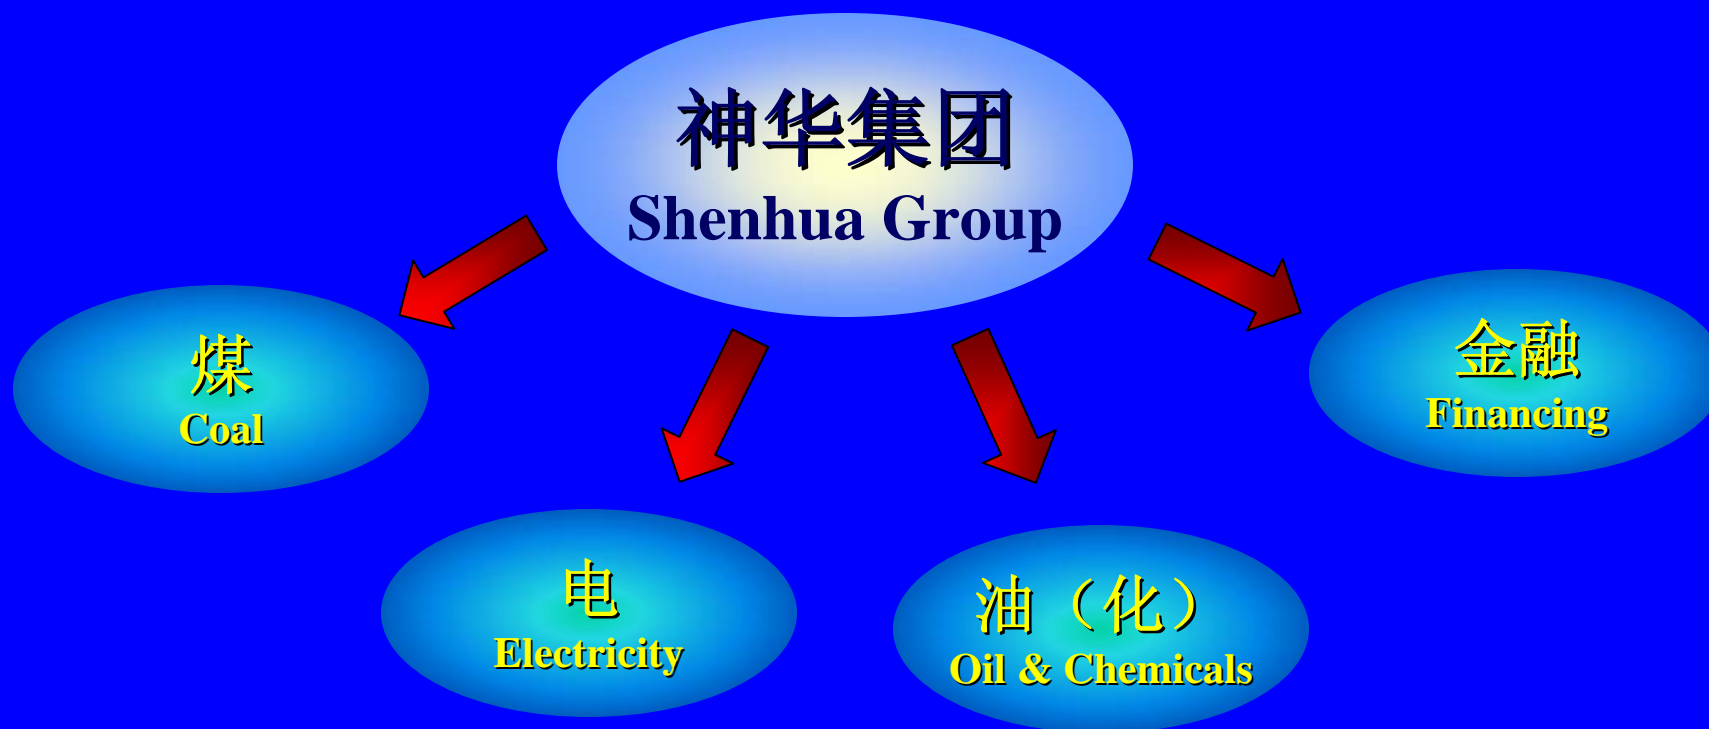 神华集团
Shenhua Group
煤
Coal
电
Electricity
油（化）
Oil & Chemicals
金融
Financing